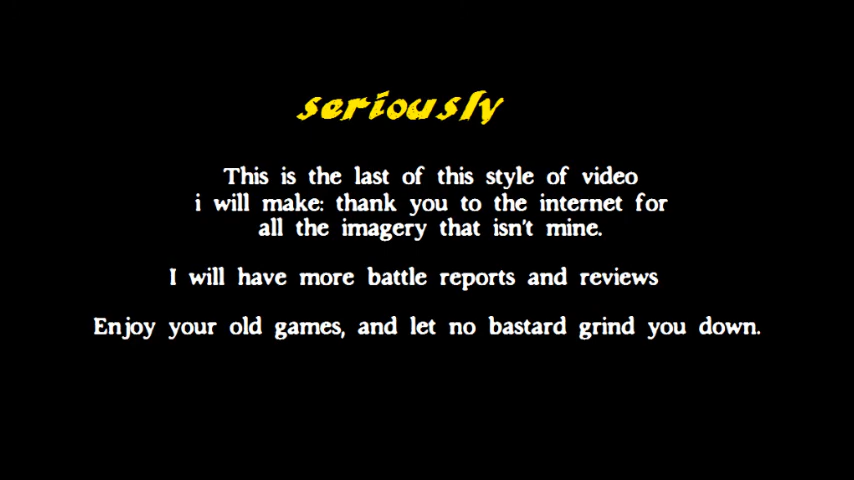 seriously
This is the last of this style of video
i will make: thank you to the internet for
all the imagery that isn't mine.
I will have more battle reports and reviews
Enjoy your old games, and let no bastard grind you down.